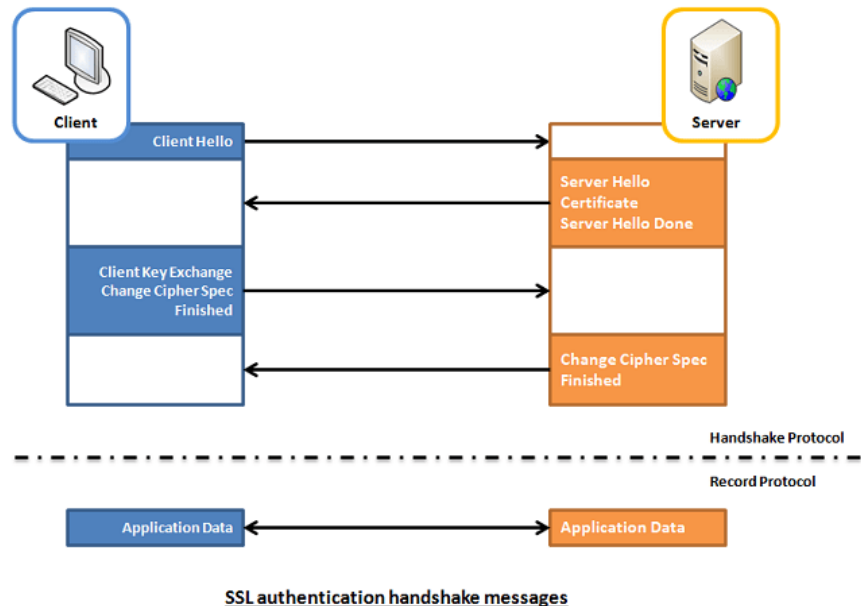 Client
Server
Client Hello
Server Hello
Certificate
Server Hello Done
Client Key Exchange
Change Cipher Spec
Finished
Change Cipher Spec
Finished
Handshake Protocol
Record Protocol
Application Data
Application Data
SSL authentication handshake messages